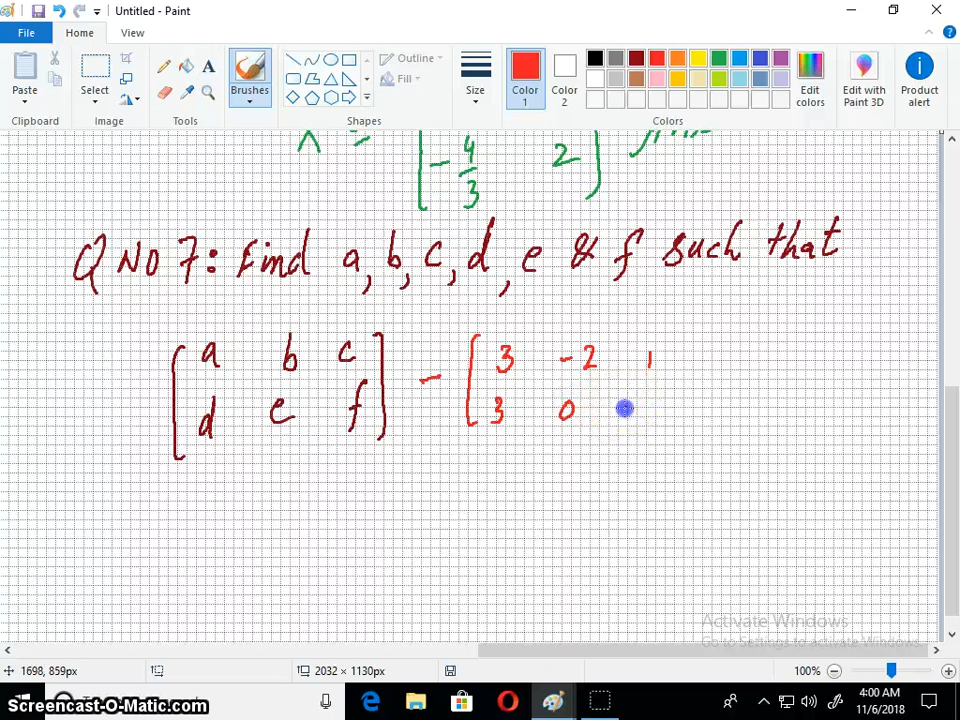 Untitled - Paint
File Home View
Paste Select Brushes Outline Fill Size Color 1 Color 2 Edit colors Edit with Paint 3D Product alert
Clipboard Image Tools Shapes Colors
- 4/3 2
Q NO 7: Find a, b, c, d, e & f such that
[ a b c ] - [ 3 -2 1
[ d e f ] [ 3 0
Activate Windows
Go to Settings to activate Windows.
1698, 859px 2032 × 1130px 100%
Screencast-O-Matic.com 4:00 AM
11/6/2018